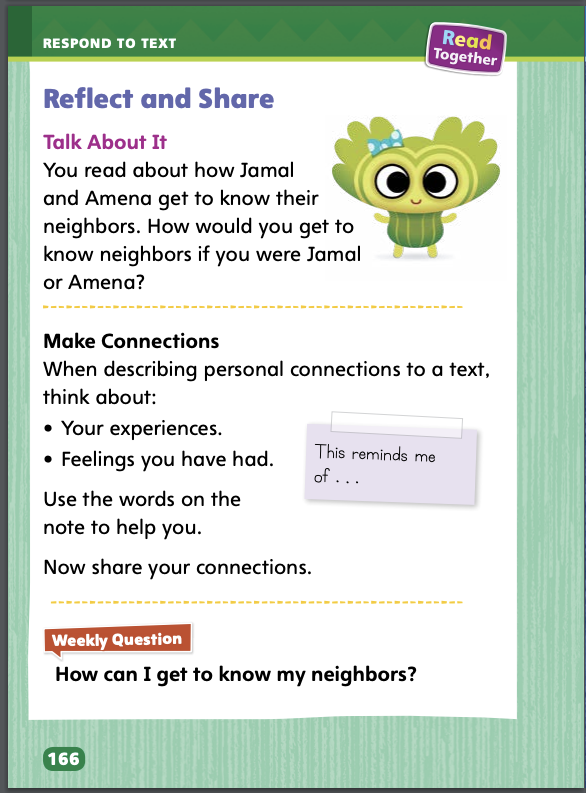 RESPOND TO TEXT
Read
Together
Reflect and Share
Talk About It
You read about how Jamal
and Amena get to know their
neighbors. How would you get to
know neighbors if you were Jamal
or Amena?
Make Connections
When describing personal connections to a text,
think about:
• Your experiences.
• Feelings you have had.
This reminds me
of . . .
Use the words on the
note to help you.
Now share your connections.
Weekly Question
How can I get to know my neighbors?
166